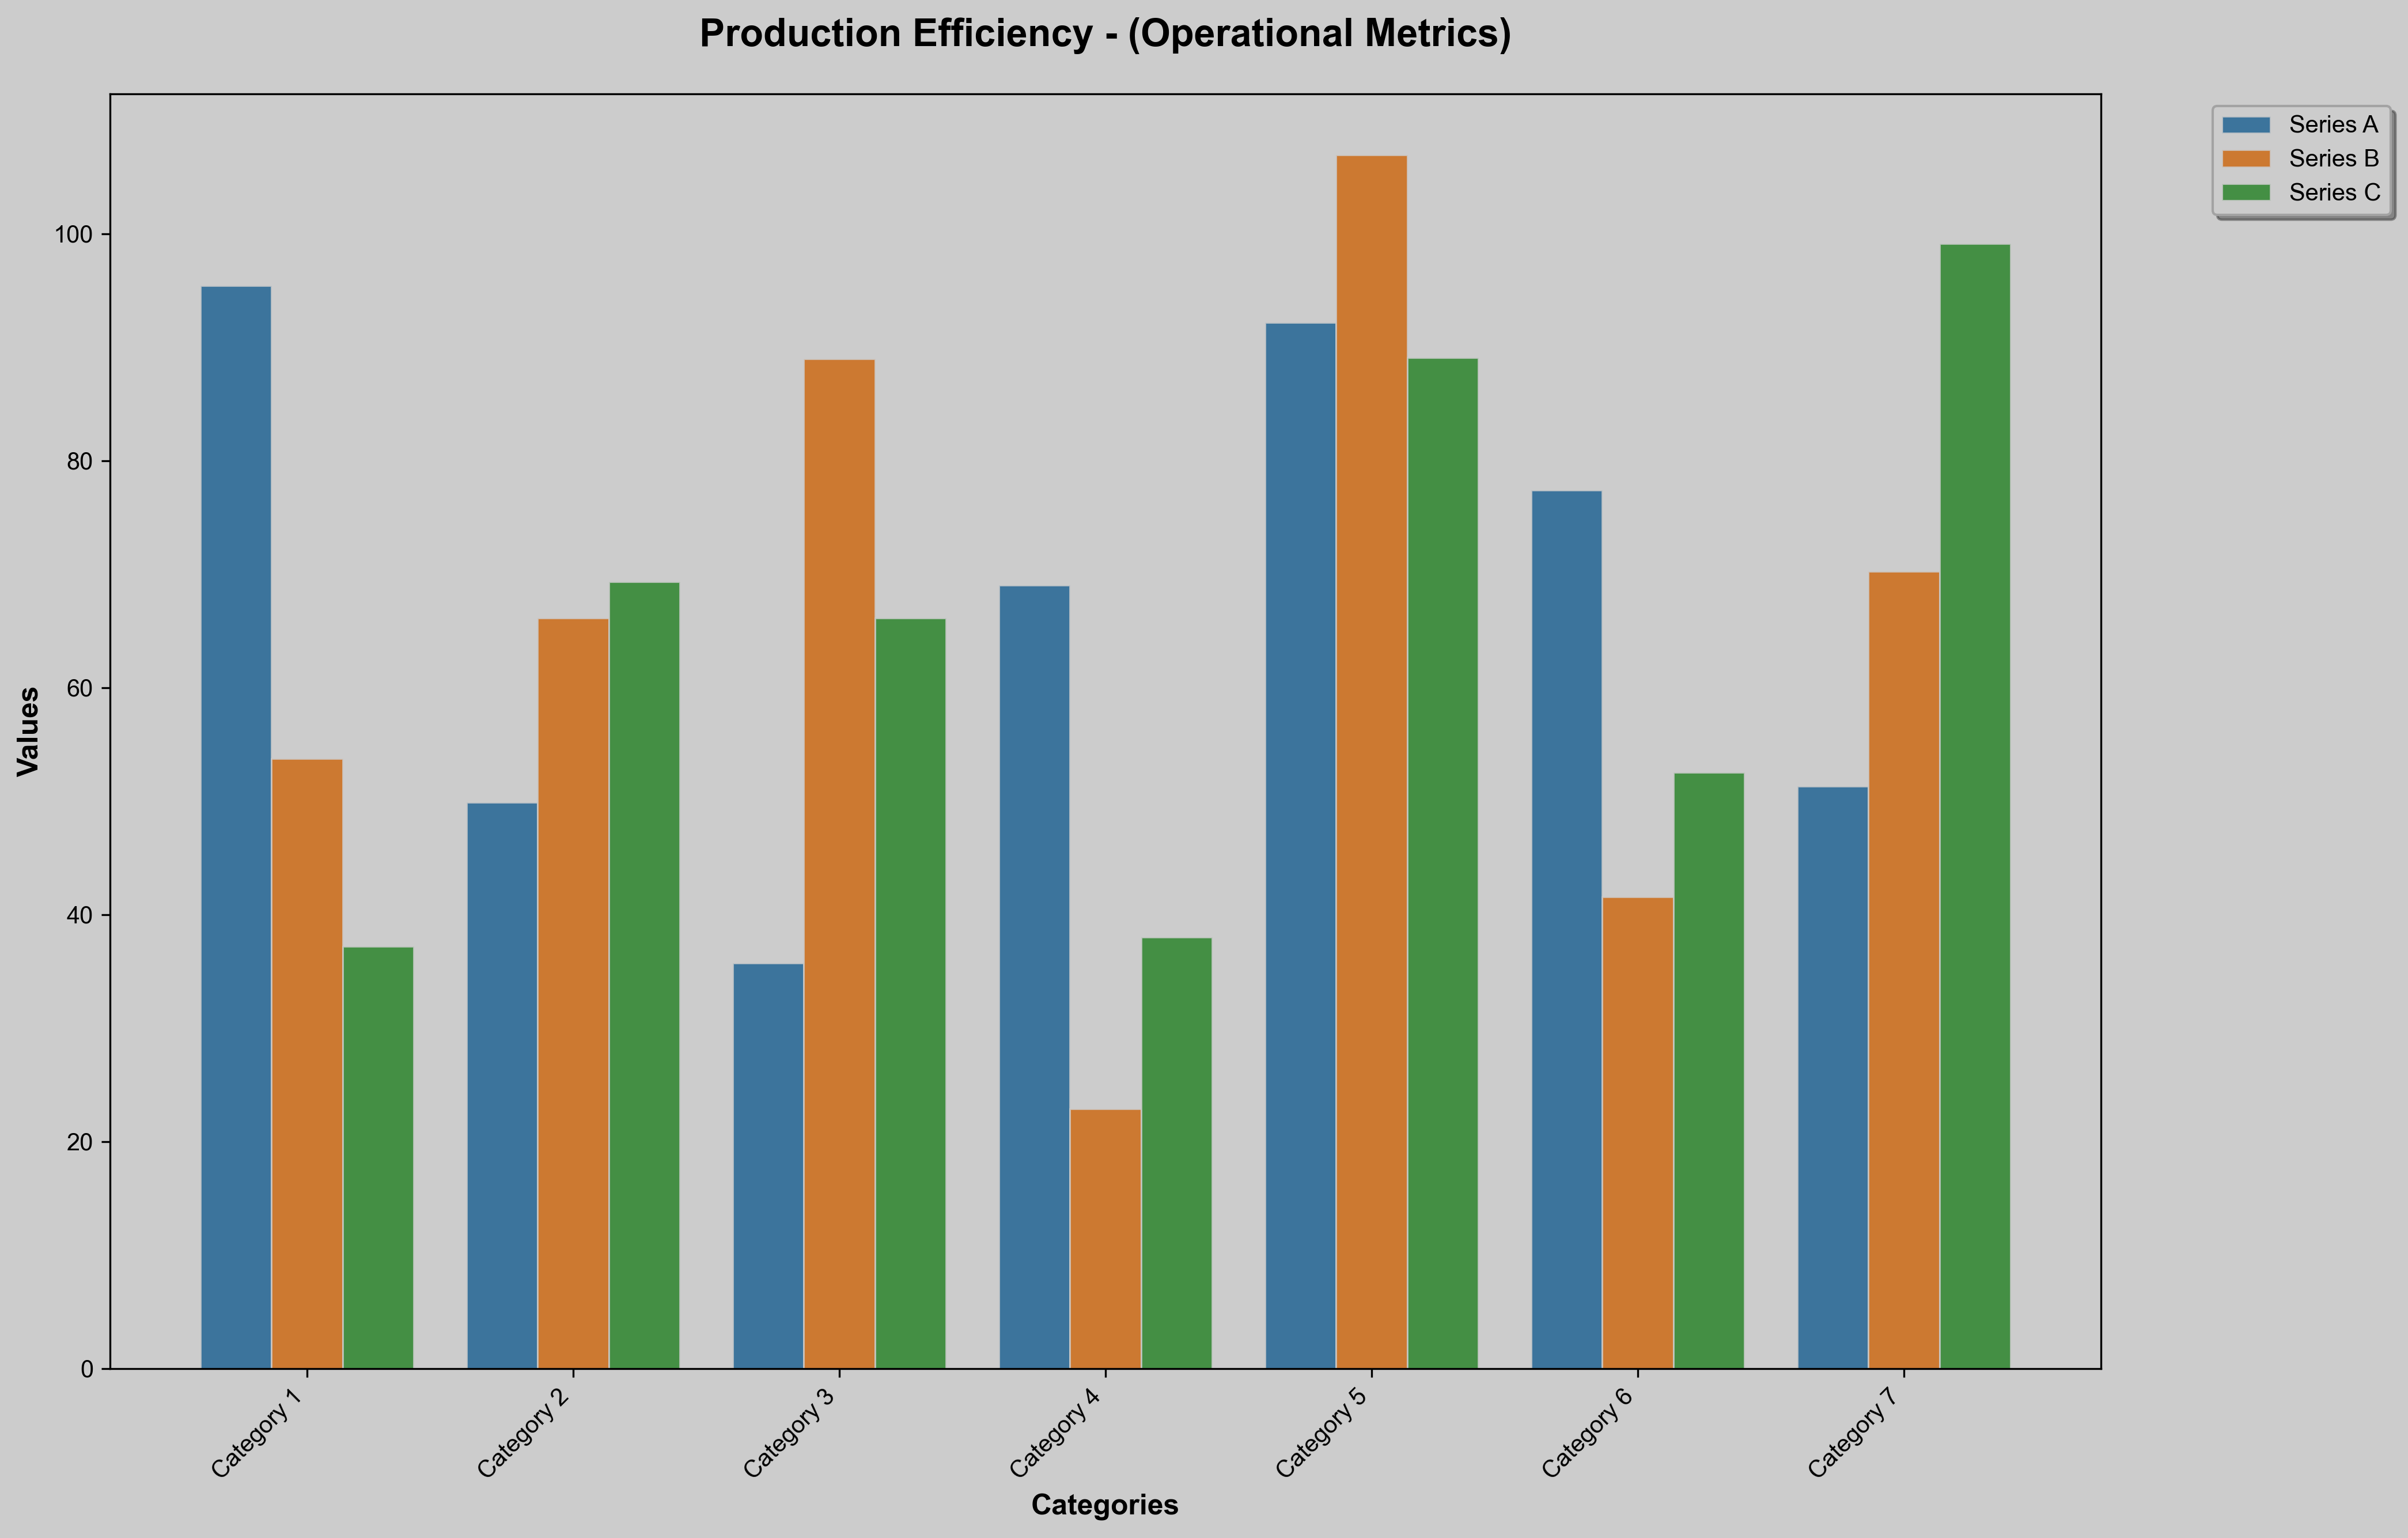 Production Efficiency - (Operational Metrics)
Series A
Series B
Series C
100
80
60
40
20
0
Values
Category 1
Category 2
Category 3
Category 4
Category 5
Category 6
Category 7
Categories